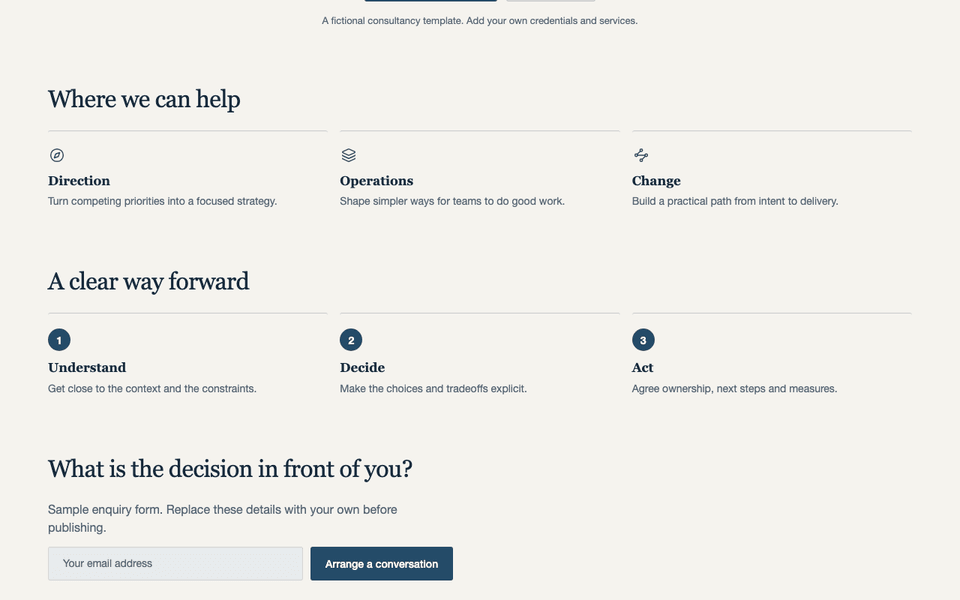 A fictional consultancy template. Add your own credentials and services.
Where we can help
Direction
Turn competing priorities into a focused strategy.
Operations
Shape simpler ways for teams to do good work.
Change
Build a practical path from intent to delivery.
A clear way forward
1
Understand
Get close to the context and the constraints.
2
Decide
Make the choices and tradeoffs explicit.
3
Act
Agree ownership, next steps and measures.
What is the decision in front of you?
Sample enquiry form. Replace these details with your own before
publishing.
Your email address
Arrange a conversation